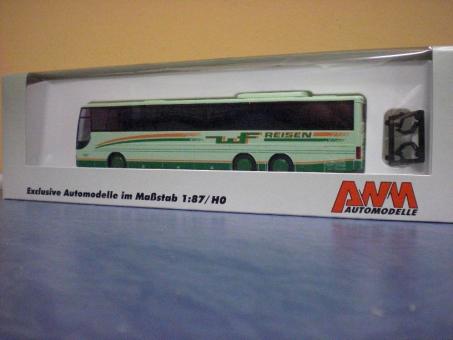 REISEN
Exclusive Automodelle im Maßstab 1:87/H0
AWM
AUTOMODELLE